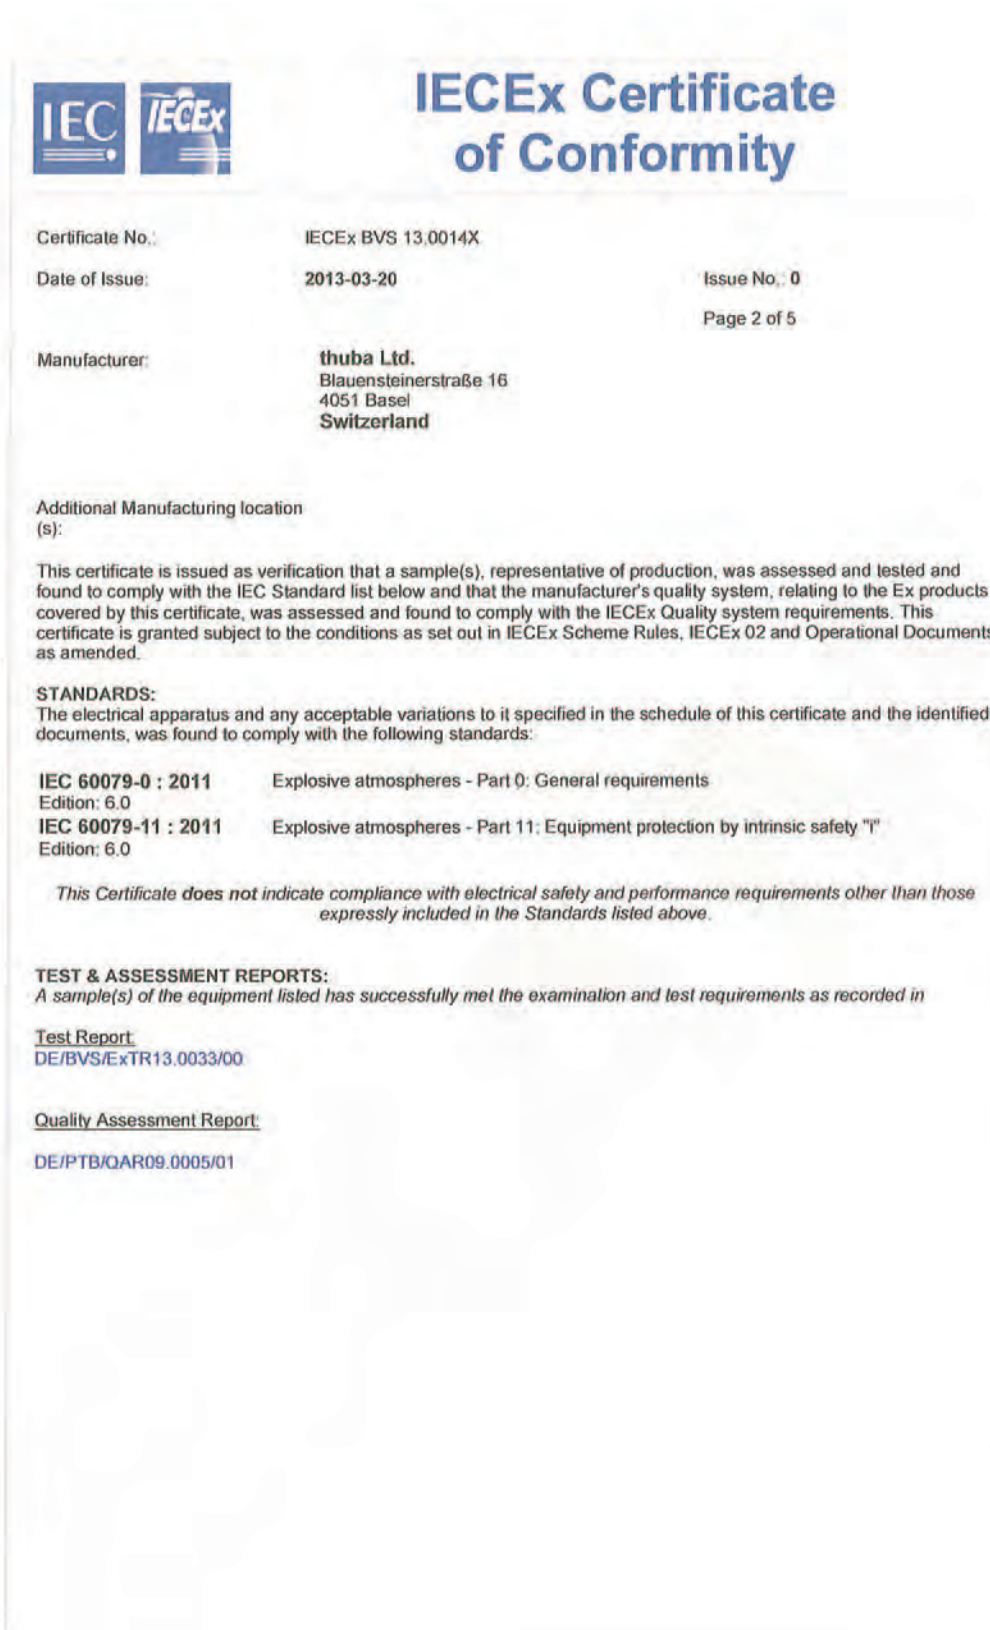 IEC IECEx
IECEx Certificate
of Conformity
Certificate No.: IECEx BVS 13.0014X
Date of Issue: 2013-03-20 Issue No.: 0
Page 2 of 5
Manufacturer: thuba Ltd.
Blauensteinerstraße 16
4051 Basel
Switzerland
Additional Manufacturing location
(s):
This certificate is issued as verification that a sample(s), representative of production, was assessed and tested and
found to comply with the IEC Standard list below and that the manufacturer's quality system, relating to the Ex products
covered by this certificate, was assessed and found to comply with the IECEx Quality system requirements. This
certificate is granted subject to the conditions as set out in IECEx Scheme Rules, IECEx 02 and Operational Documents
as amended.
STANDARDS:
The electrical apparatus and any acceptable variations to it specified in the schedule of this certificate and the identified
documents, was found to comply with the following standards:
IEC 60079-0 : 2011 Explosive atmospheres - Part 0: General requirements
Edition: 6.0
IEC 60079-11 : 2011 Explosive atmospheres - Part 11: Equipment protection by intrinsic safety "i"
Edition: 6.0
This Certificate does not indicate compliance with electrical safety and performance requirements other than those
expressly included in the Standards listed above.
TEST & ASSESSMENT REPORTS:
A sample(s) of the equipment listed has successfully met the examination and test requirements as recorded in
Test Report:
DE/BVS/ExTR13.0033/00
Quality Assessment Report:
DE/PTB/QAR09.0005/01